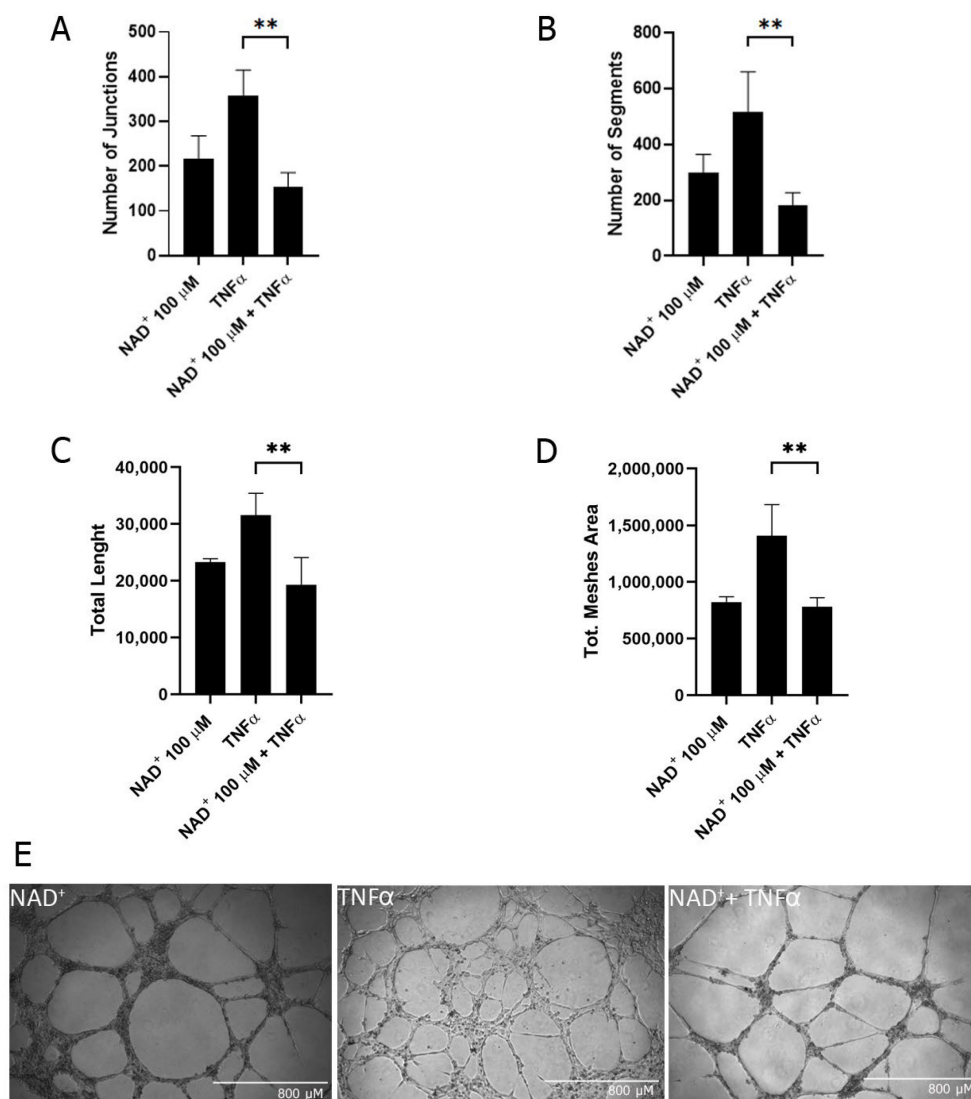 A
**
Number of Junctions
500
400
300
200
100
0
NAD⁺ 100 μM
TNFα
NAD⁺ 100 μM + TNFα
B
**
Number of Segments
800
600
400
200
0
NAD⁺ 100 μM
TNFα
NAD⁺ 100 μM + TNFα
C
**
Total Lenght
40,000
30,000
20,000
10,000
0
NAD⁺ 100 μM
TNFα
NAD⁺ 100 μM + TNFα
D
**
Tot. Meshes Area
2,000,000
1,500,000
1,000,000
500,000
0
NAD⁺ 100 μM
TNFα
NAD⁺ 100 μM + TNFα
E
NAD⁺
800 μM
TNFα
800 μM
NAD⁺+ TNFα
800 μM